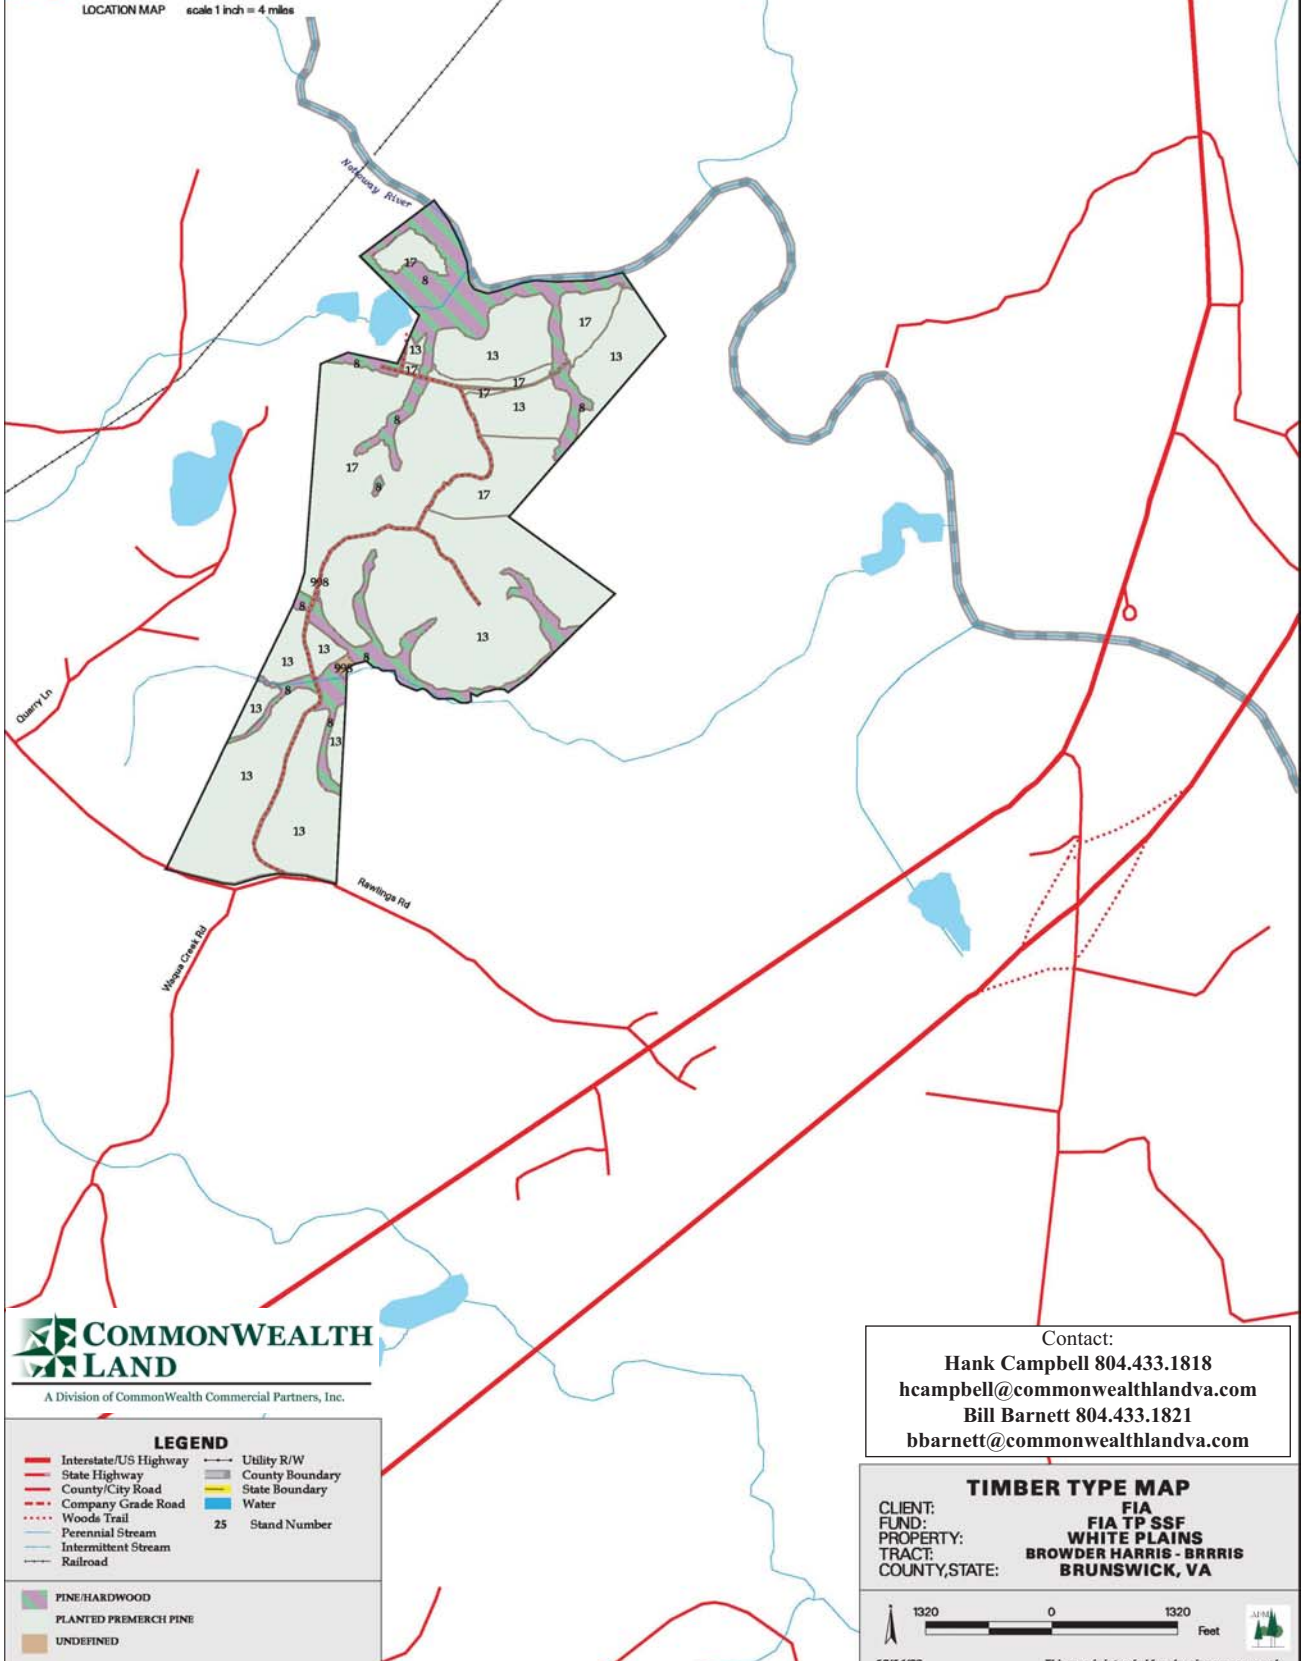 LOCATION MAP scale 1 inch = 4 miles
Nottoway River
17
8
17
13
13
13
8
17
17
17
13
8
8
17
8
17
998
8
13
13
13
8
998
8
13
8
13
13
13
Quarry Ln
Rawlings Rd
Waqua Creek Rd
COMMONWEALTH
LAND
A Division of CommonWealth Commercial Partners, Inc.
LEGEND
Interstate/US Highway
State Highway
County/City Road
Company Grade Road
Woods Trail
Perennial Stream
Intermittent Stream
Railroad
Utility R/W
County Boundary
State Boundary
Water
25 Stand Number
PINE/HARDWOOD
PLANTED PREMERCH PINE
UNDEFINED
Contact:
Hank Campbell 804.433.1818
hcampbell@commonwealthlandva.com
Bill Barnett 804.433.1821
bbarnett@commonwealthlandva.com
TIMBER TYPE MAP
CLIENT: FIA
FUND: FIA TP SSF
PROPERTY: WHITE PLAINS
TRACT: BROWDER HARRIS - BRRRIS
COUNTY,STATE: BRUNSWICK, VA
1320 0 1320
Feet